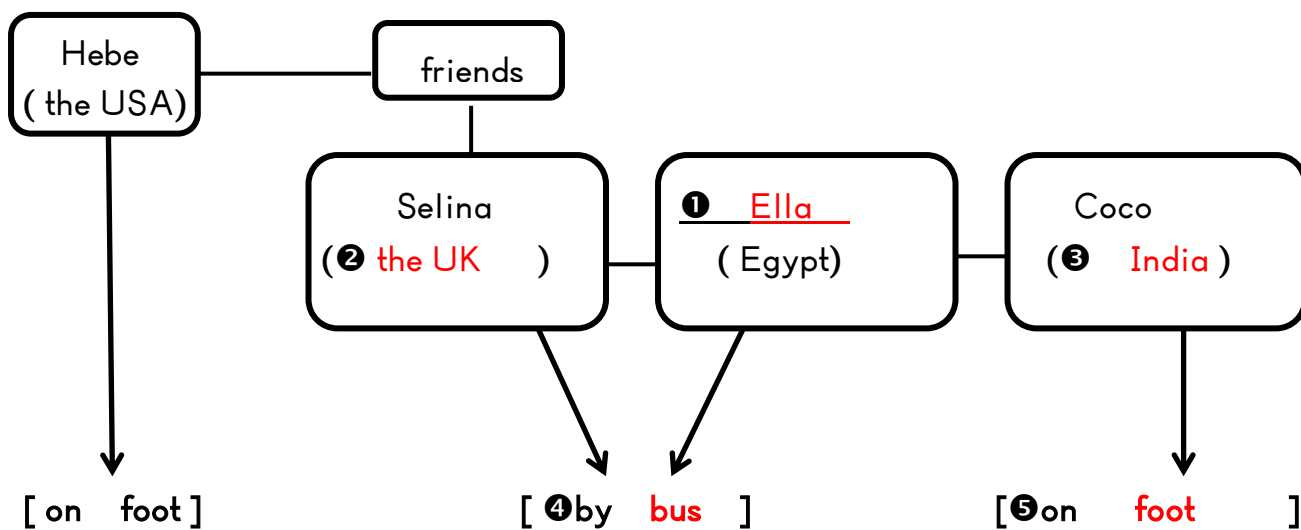 Hebe
( the USA)
friends
Selina
(❷ the UK )
❶ Ella
( Egypt)
Coco
(❸ India )
[ on foot ]
[ ❹by bus ]
[❺on foot ]